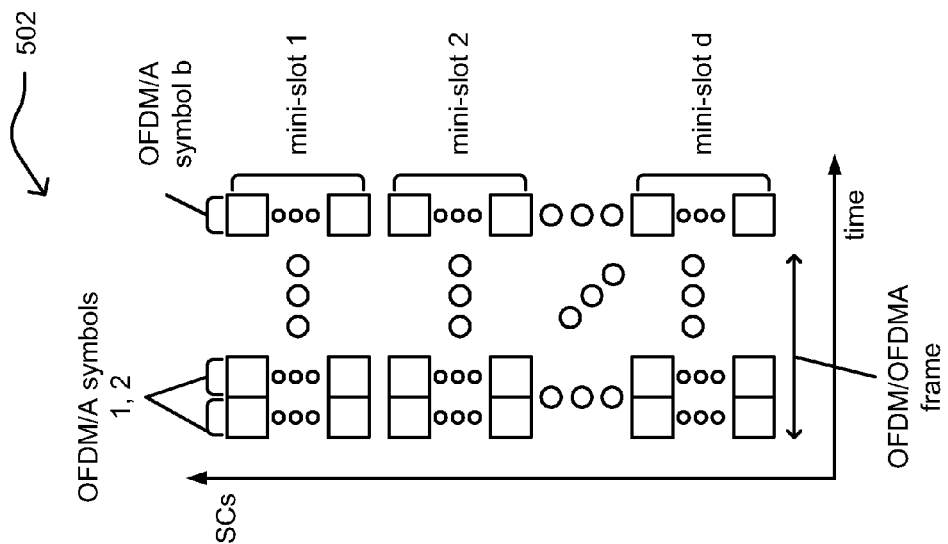 502
OFDM/A symbols
1, 2
OFDM/A
symbol b
mini-slot 1
mini-slot 2
mini-slot d
SCs
time
OFDM/OFDMA
frame